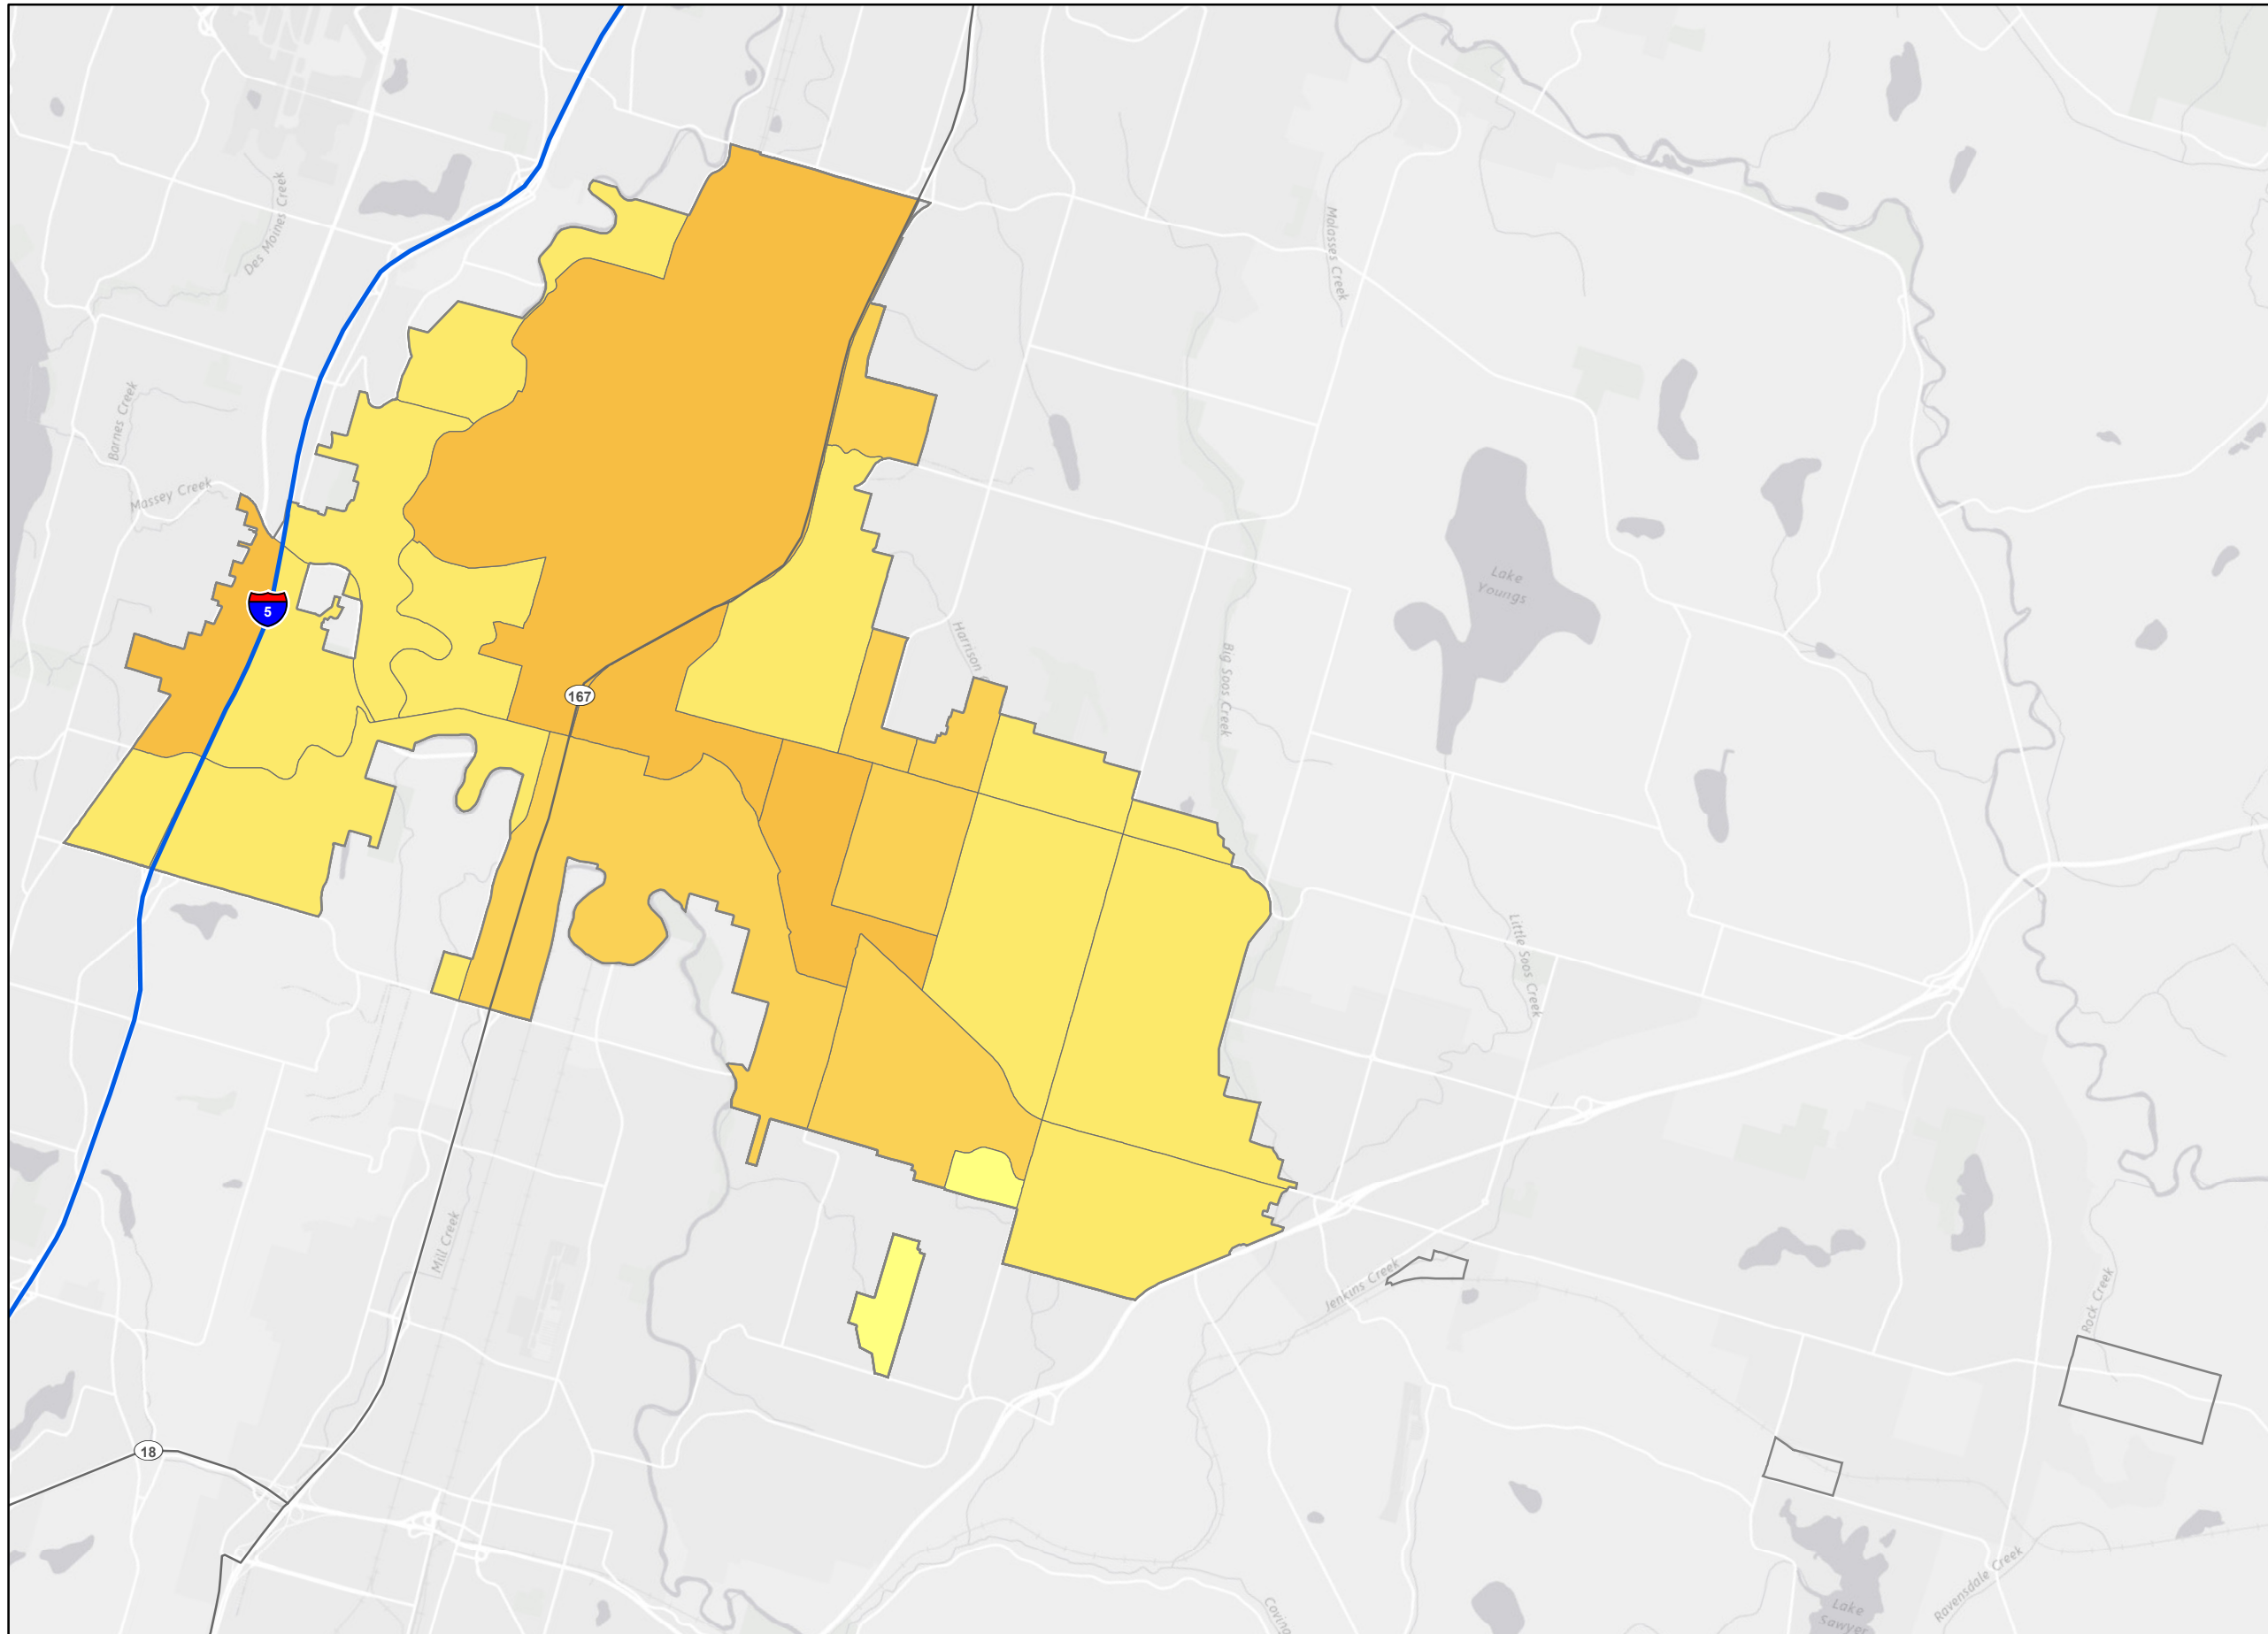 Des Moines Creek
Molasses Creek
Barnes Creek
Massey Creek
Lake
Youngs
5
Harrison
Big Soos Creek
167
Little Soos Creek
Mill Creek
Jenkins Creek
Rock Creek
18
Ravensdale Creek
Lake
Sawyer
Coving